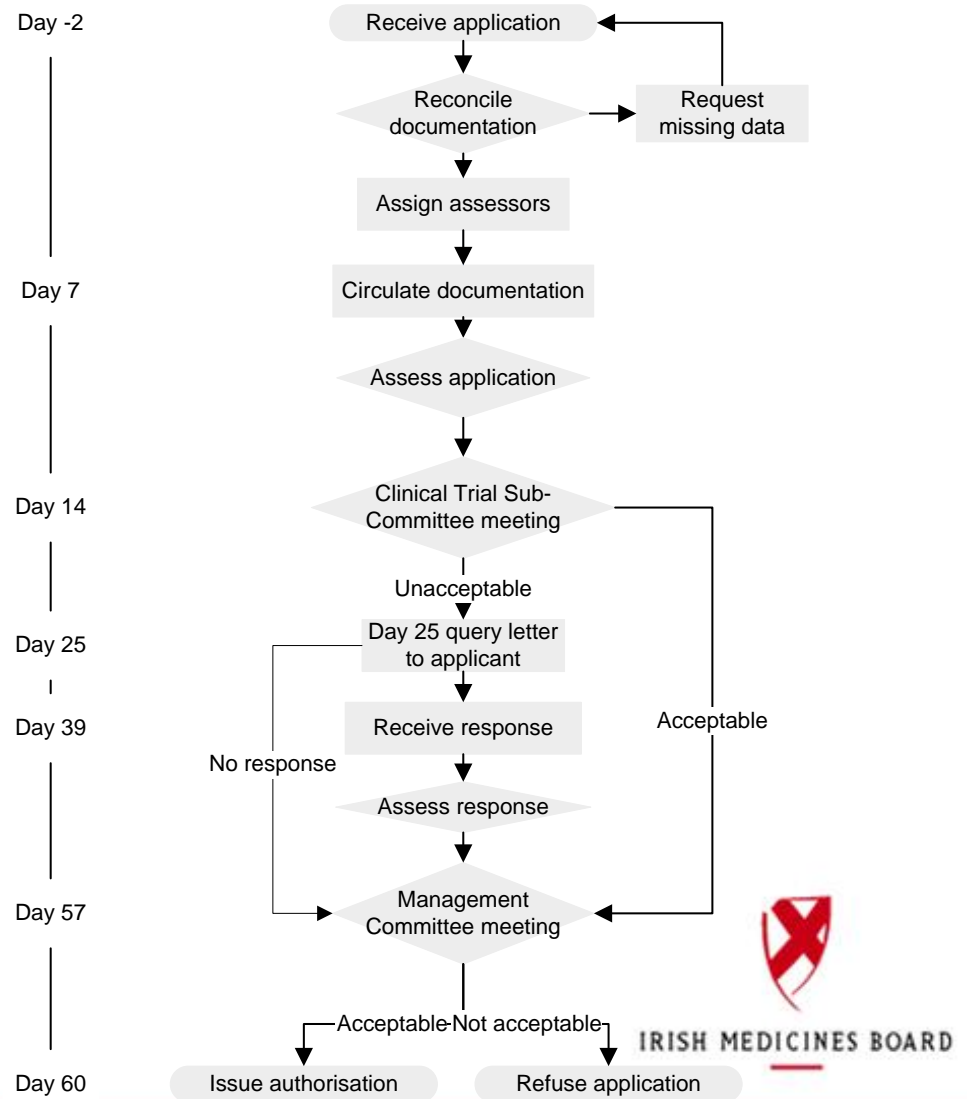 Day -2
Receive application
Reconcile
documentation
Request
missing data
Assign assessors
Day 7
Circulate documentation
Assess application
Day 14
Clinical Trial Sub-
Committee meeting
Unacceptable
Day 25
Day 25 query letter
to applicant
Day 39
Receive response
Acceptable
No response
Assess response
Day 57
Management
Committee meeting
Acceptable
Not acceptable
IRISH MEDICINES BOARD
Day 60
Issue authorisation
Refuse application